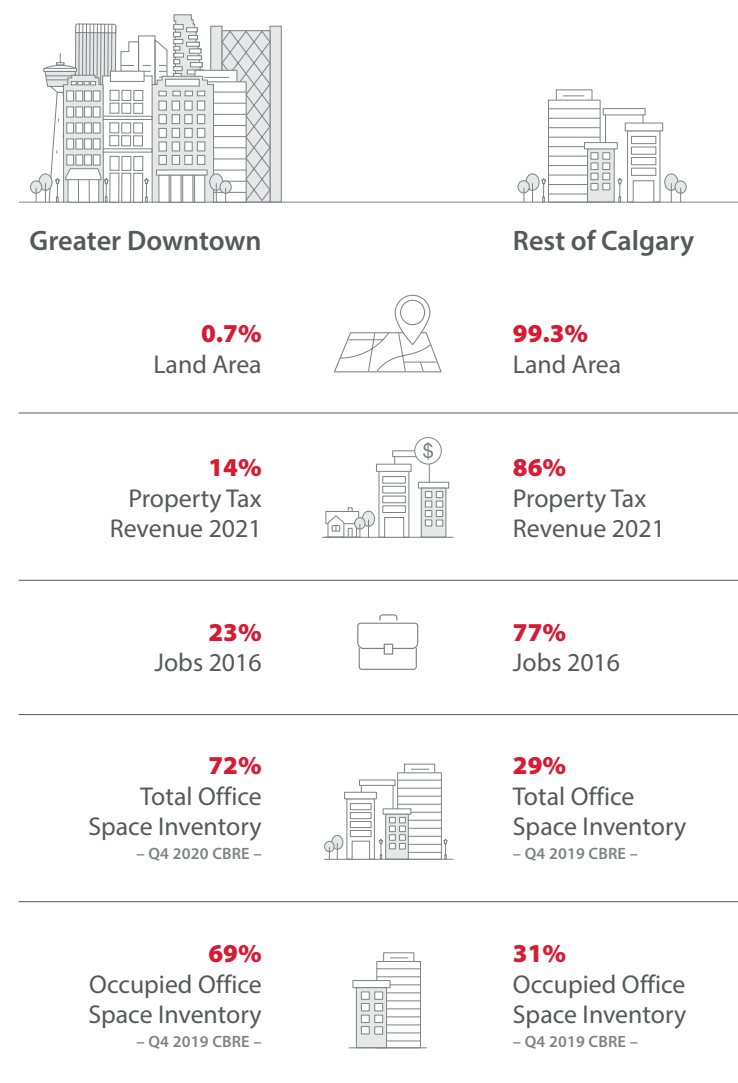 Greater Downtown
Rest of Calgary
0.7%
Land Area
99.3%
Land Area
14%
Property Tax
Revenue 2021
$
86%
Property Tax
Revenue 2021
23%
Jobs 2016
77%
Jobs 2016
72%
Total Office
Space Inventory
– Q4 2020 CBRE –
29%
Total Office
Space Inventory
– Q4 2019 CBRE –
69%
Occupied Office
Space Inventory
– Q4 2019 CBRE –
31%
Occupied Office
Space Inventory
– Q4 2019 CBRE –